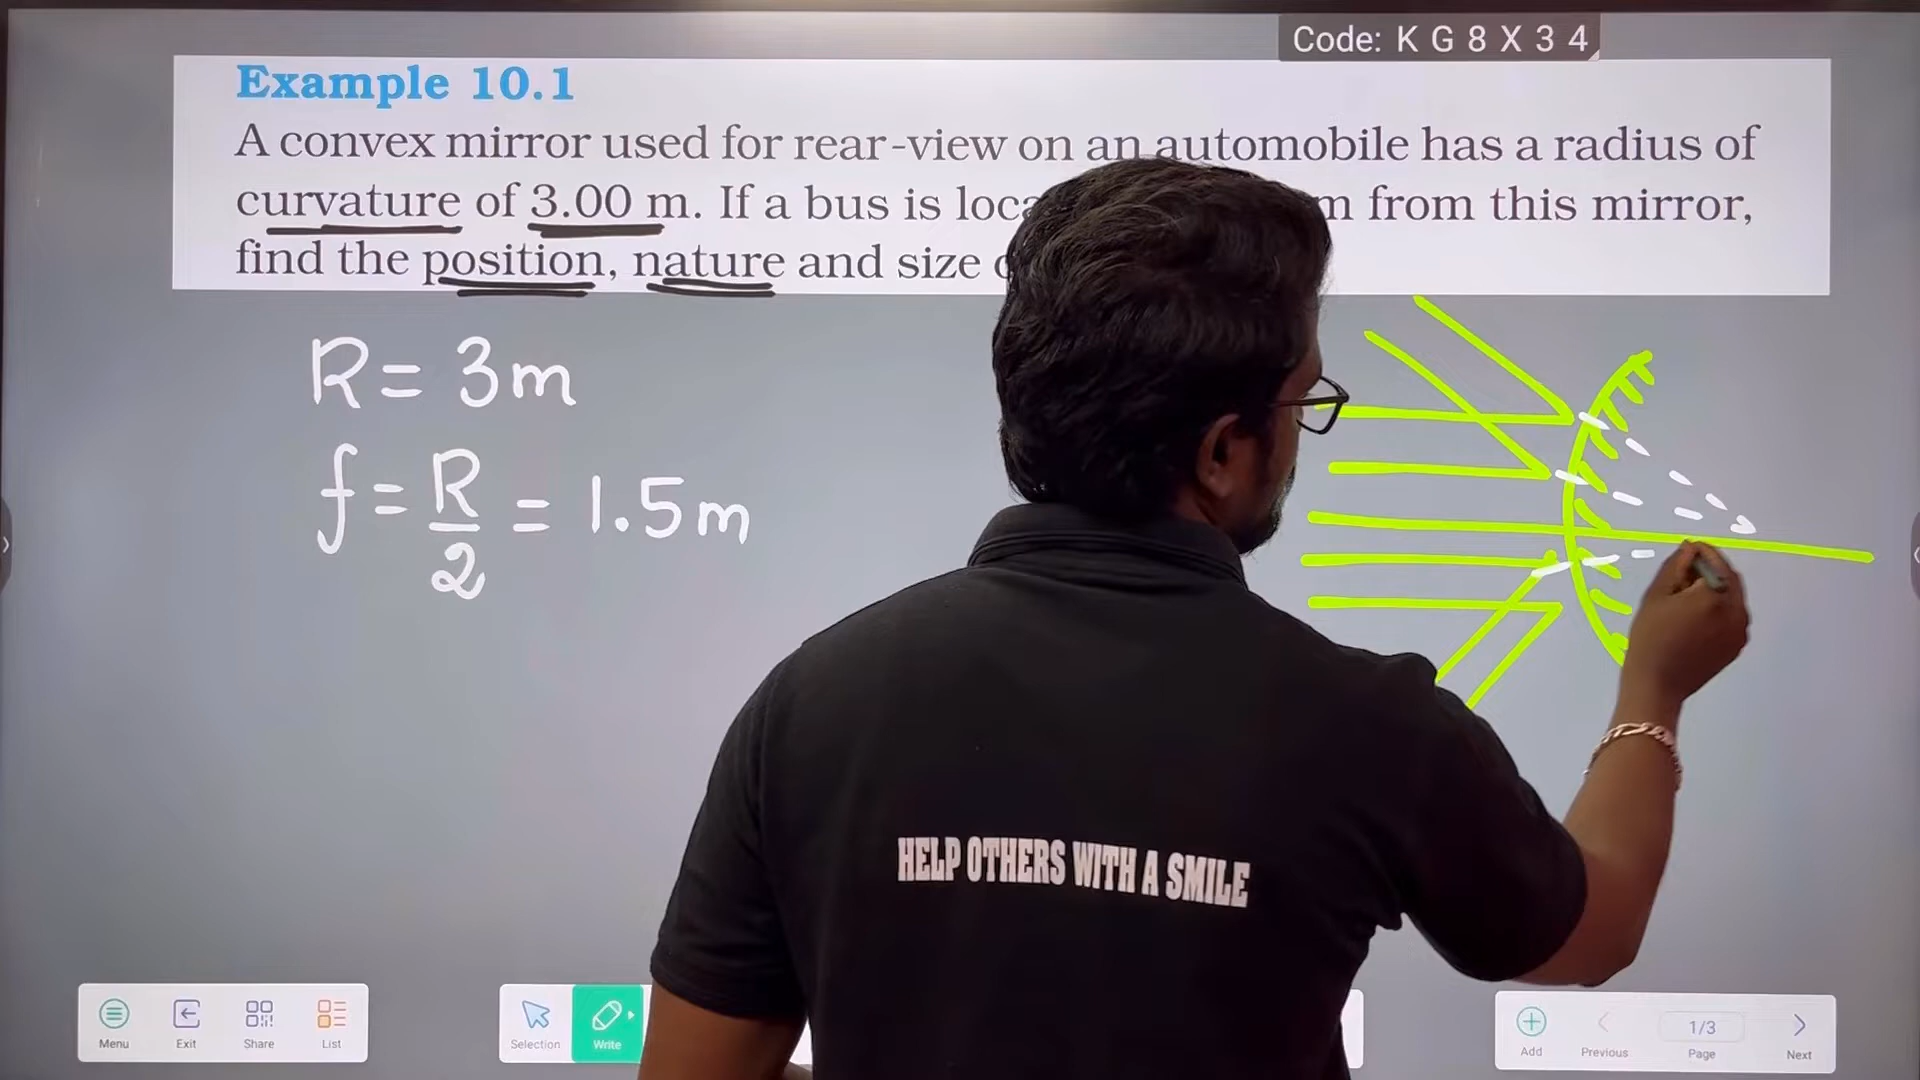 Code: K G 8 X 3 4
Example 10.1
A convex mirror used for rear-view on an automobile has a radius of
curvature of 3.00 m. If a bus is m from this mirror,
find the position, nature and size
R = 3m
f = R/2 = 1.5m
HELP OTHERS WITH A SMILE
Menu Exit Share List Selection Write Add Previous 1/3 Page Next